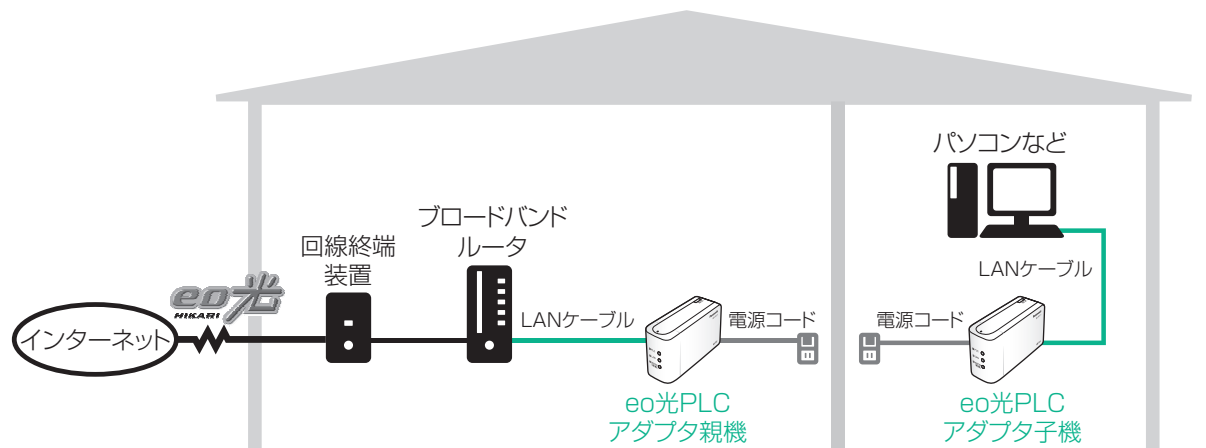 パソコンなど
ブロードバンド
ルータ
回線終端
装置
LANケーブル
eo光
HIKARI
インターネット
LANケーブル
電源コード
電源コード
eo光PLC
アダプタ親機
eo光PLC
アダプタ子機